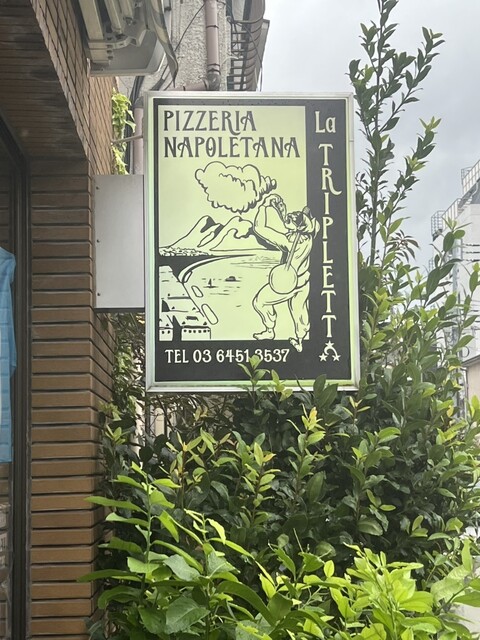 PIZZERIA
NAPOLETANA
La TRIPLETTA
TEL 03 6451 3537